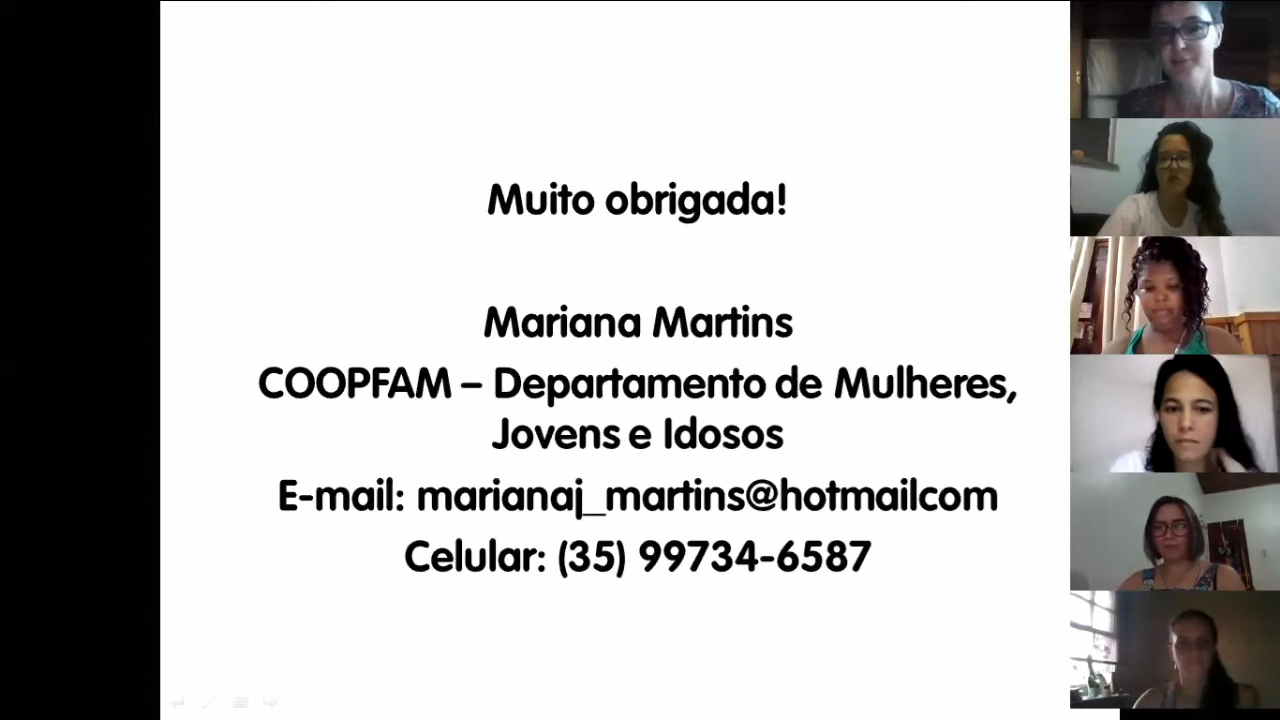 Muito obrigada!
Mariana Martins
COOPFAM – Departamento de Mulheres,
Jovens e Idosos
E-mail: marianaj_martins@hotmailcom
Celular: (35) 99734-6587